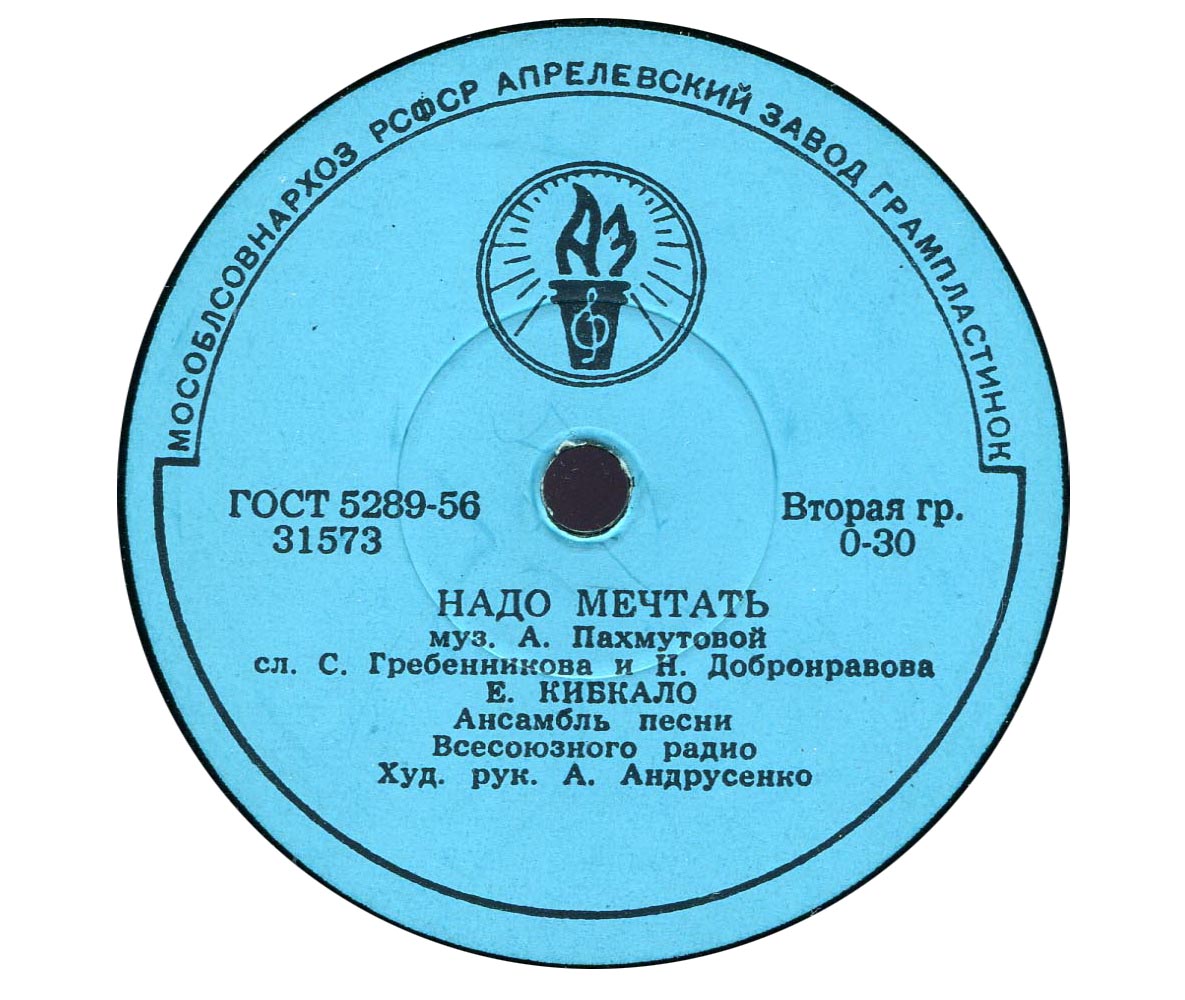 МОСОБЛСОВНАРХОЗ РСФСР АПРЕЛЕВСКИЙ ЗАВОД ГРАМПЛАСТИНОК
АЗ
ГОСТ 5289-56
31573
Вторая гр.
0-30
НАДО МЕЧТАТЬ
муз. А. Пахмутовой
сл. С. Гребенникова и Н. Добронравова
Е. КИБКАЛО
Ансамбль песни
Всесоюзного радио
Худ. рук. А. Андрусенко